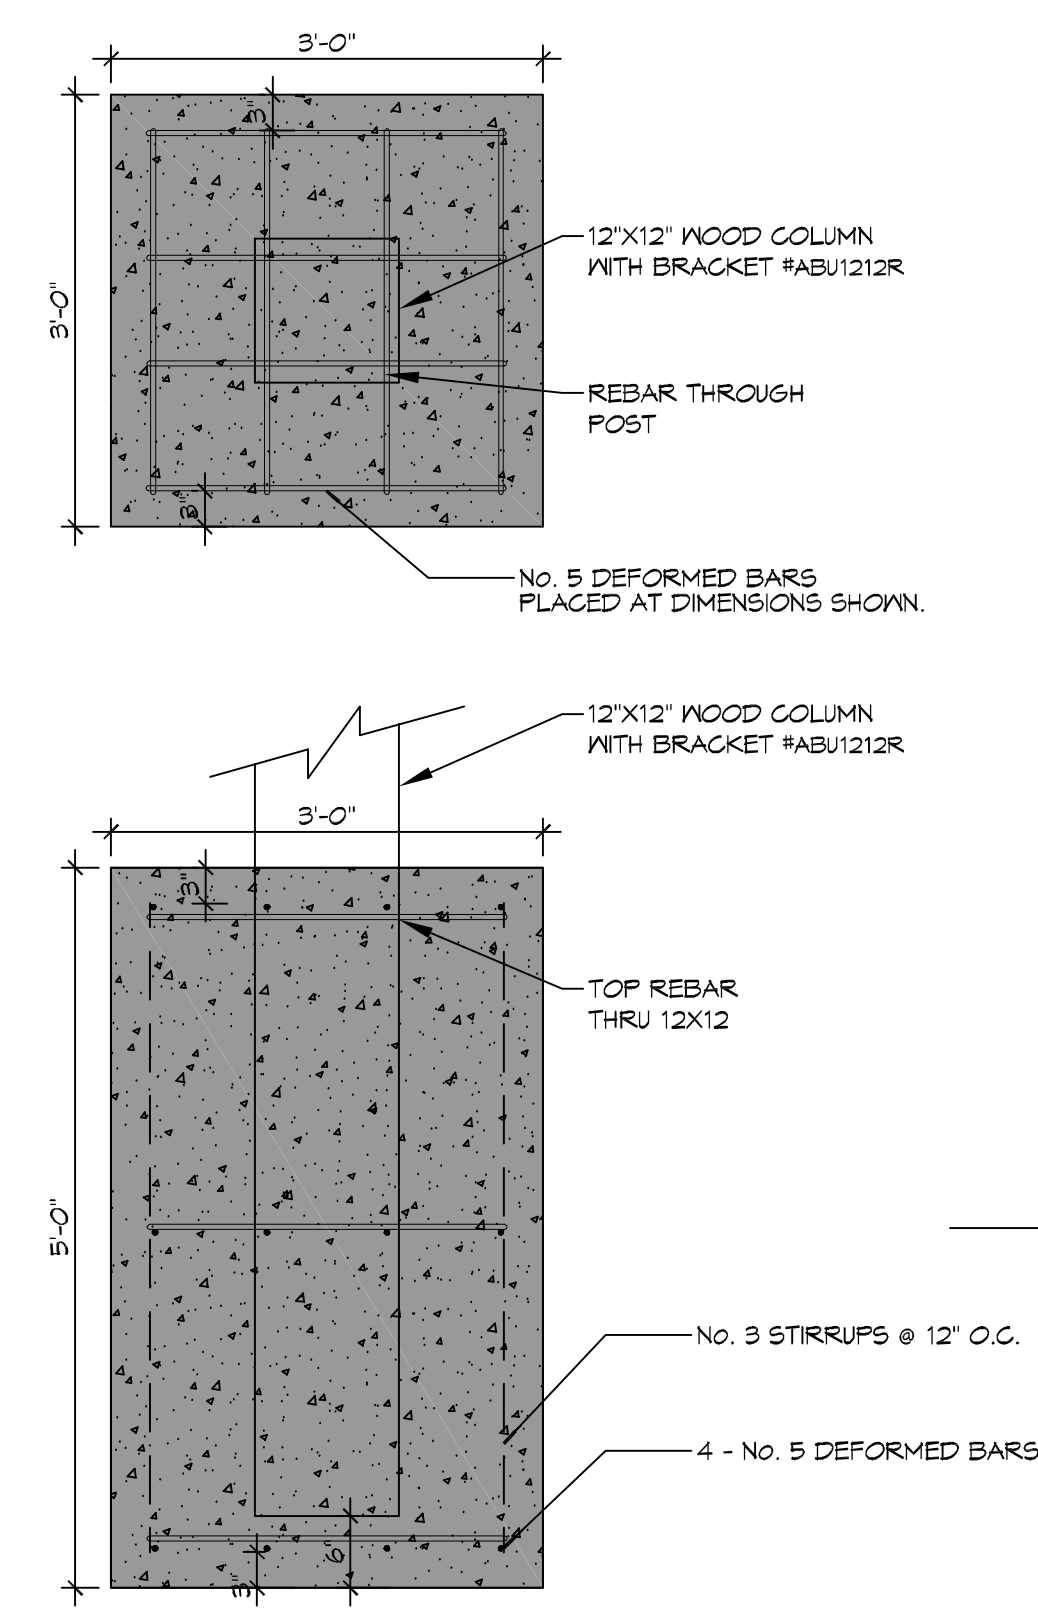 3'-0"
3"
12"X12" WOOD COLUMN
WITH BRACKET #ABU1212R
3'-0"
REBAR THROUGH
POST
3"
No. 5 DEFORMED BARS
PLACED AT DIMENSIONS SHOWN.
12"X12" WOOD COLUMN
WITH BRACKET #ABU1212R
3'-0"
3"
TOP REBAR
THRU 12X12
5'-0"
No. 3 STIRRUPS @ 12" O.C.
4 - No. 5 DEFORMED BARS
6"
3"